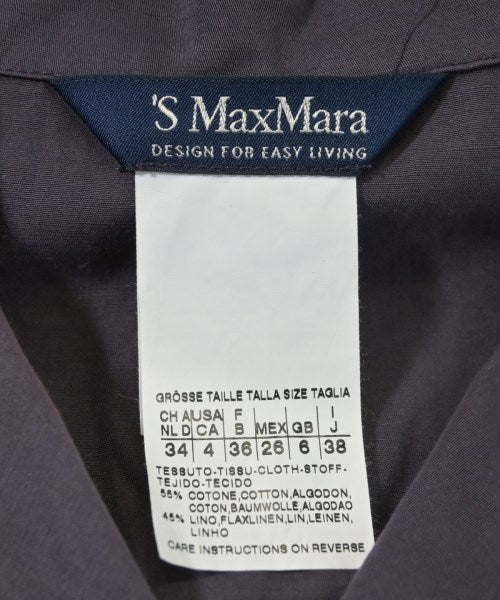 'S MaxMara
DESIGN FOR EASY LIVING
GRÖSSE TAILLE TALLA SIZE TAGLIA
CH A USA F I
NL D CA B MEX GB J
34 4 36 26 6 38
TESSUTO-TISSU-CLOTH-STOFF-
TEJIDO-TECIDO
55% COTONE,COTTON,ALGODON,
COTON,BAUMWOLLE,ALGODAO
45% LINO,FLAXLINEN,LIN,LEINEN,
LINHO
CARE INSTRUCTIONS ON REVERSE